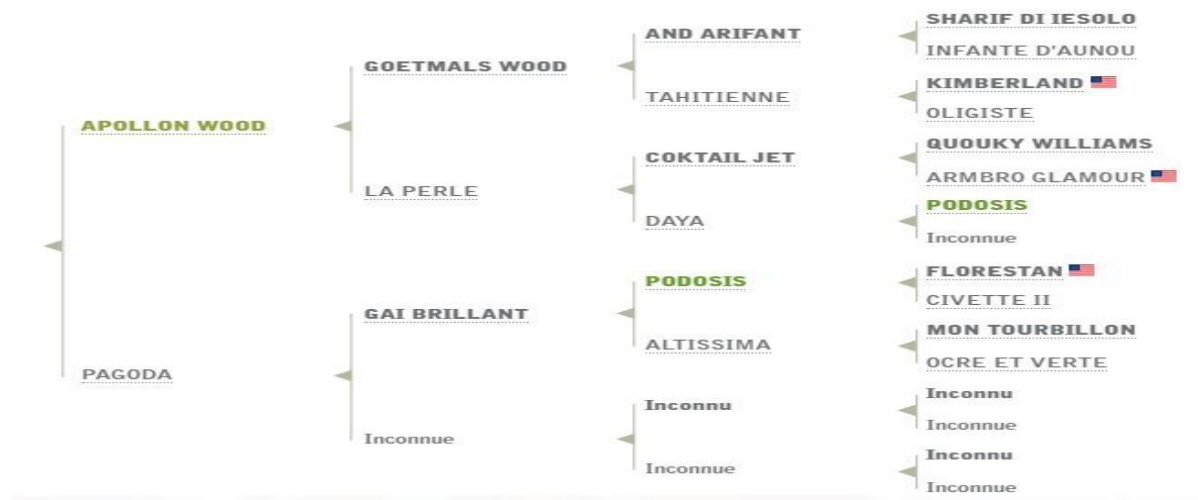 SHARIF DI IESOLO
AND ARIFANT
INFANTE D'AUNOU
GOETMALS WOOD
KIMBERLAND
TAHITIENNE
OLIGISTE
APOLLON WOOD
QUOUKY WILLIAMS
COKTAIL JET
ARMBRO GLAMOUR
LA PERLE
PODOSIS
DAYA
Inconnue
FLORESTAN
PODOSIS
CIVETTE II
GAI BRILLANT
MON TOURBILLON
ALTISSIMA
OCRE ET VERTE
PAGODA
Inconnu
Inconnu
Inconnue
Inconnue
Inconnu
Inconnue
Inconnue